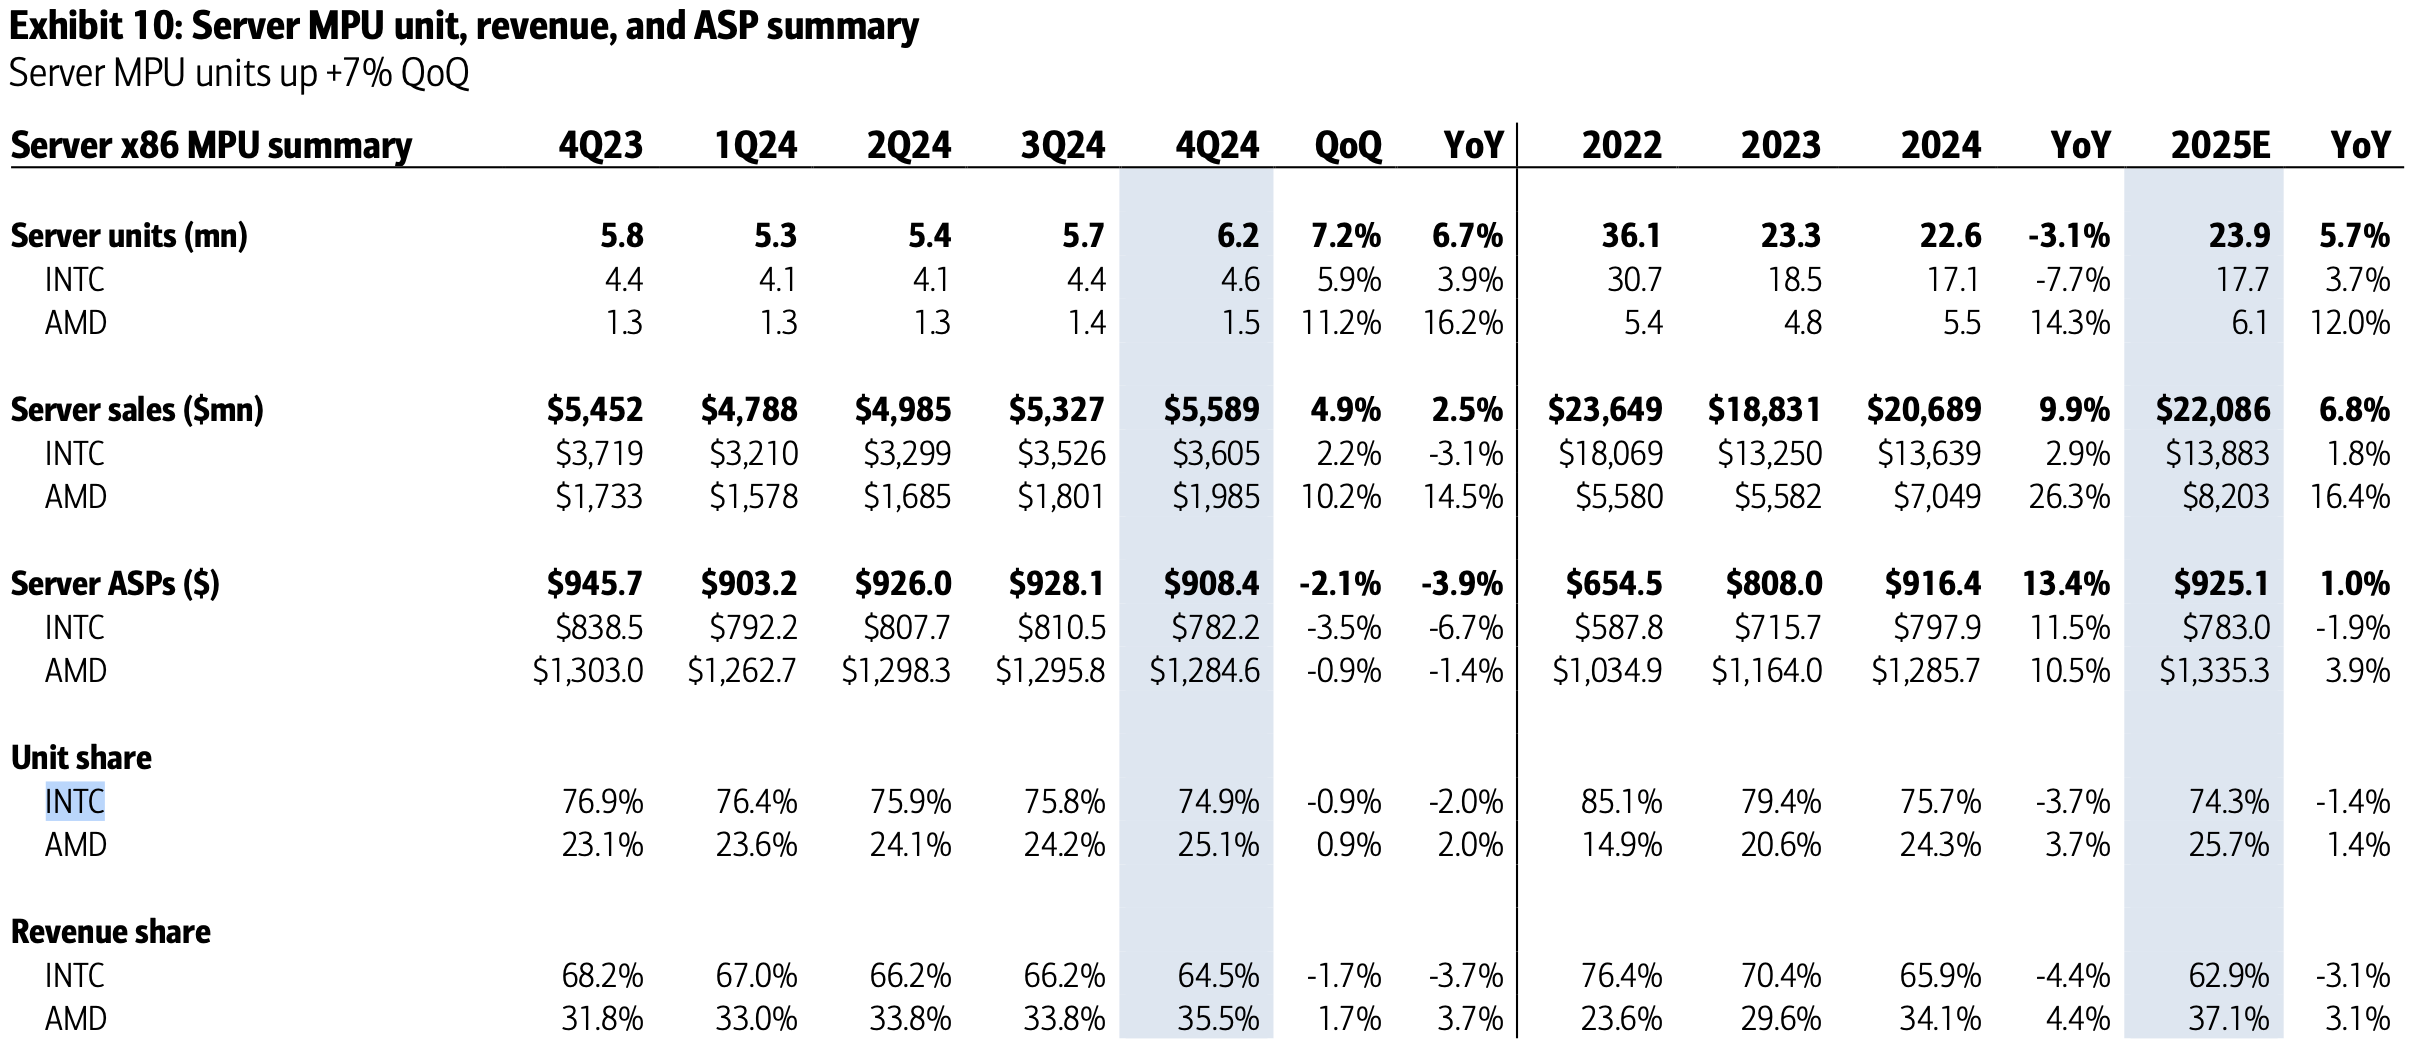 Exhibit 10: Server MPU unit, revenue, and ASP summary
Server MPU units up +7% QoQ
Server x86 MPU summary 4Q23 1Q24 2Q24 3Q24 4Q24 QoQ YoY 2022 2023 2024 YoY 2025E YoY
Server units (mn) 5.8 5.3 5.4 5.7 6.2 7.2% 6.7% 36.1 23.3 22.6 -3.1% 23.9 5.7%
INTC 4.4 4.1 4.1 4.4 4.6 5.9% 3.9% 30.7 18.5 17.1 -7.7% 17.7 3.7%
AMD 1.3 1.3 1.3 1.4 1.5 11.2% 16.2% 5.4 4.8 5.5 14.3% 6.1 12.0%
Server sales ($mn) $5,452 $4,788 $4,985 $5,327 $5,589 4.9% 2.5% $23,649 $18,831 $20,689 9.9% $22,086 6.8%
INTC $3,719 $3,210 $3,299 $3,526 $3,605 2.2% -3.1% $18,069 $13,250 $13,639 2.9% $13,883 1.8%
AMD $1,733 $1,578 $1,685 $1,801 $1,985 10.2% 14.5% $5,580 $5,582 $7,049 26.3% $8,203 16.4%
Server ASPs ($) $945.7 $903.2 $926.0 $928.1 $908.4 -2.1% -3.9% $654.5 $808.0 $916.4 13.4% $925.1 1.0%
INTC $838.5 $792.2 $807.7 $810.5 $782.2 -3.5% -6.7% $587.8 $715.7 $797.9 11.5% $783.0 -1.9%
AMD $1,303.0 $1,262.7 $1,298.3 $1,295.8 $1,284.6 -0.9% -1.4% $1,034.9 $1,164.0 $1,285.7 10.5% $1,335.3 3.9%
Unit share
INTC 76.9% 76.4% 75.9% 75.8% 74.9% -0.9% -2.0% 85.1% 79.4% 75.7% -3.7% 74.3% -1.4%
AMD 23.1% 23.6% 24.1% 24.2% 25.1% 0.9% 2.0% 14.9% 20.6% 24.3% 3.7% 25.7% 1.4%
Revenue share
INTC 68.2% 67.0% 66.2% 66.2% 64.5% -1.7% -3.7% 76.4% 70.4% 65.9% -4.4% 62.9% -3.1%
AMD 31.8% 33.0% 33.8% 33.8% 35.5% 1.7% 3.7% 23.6% 29.6% 34.1% 4.4% 37.1% 3.1%